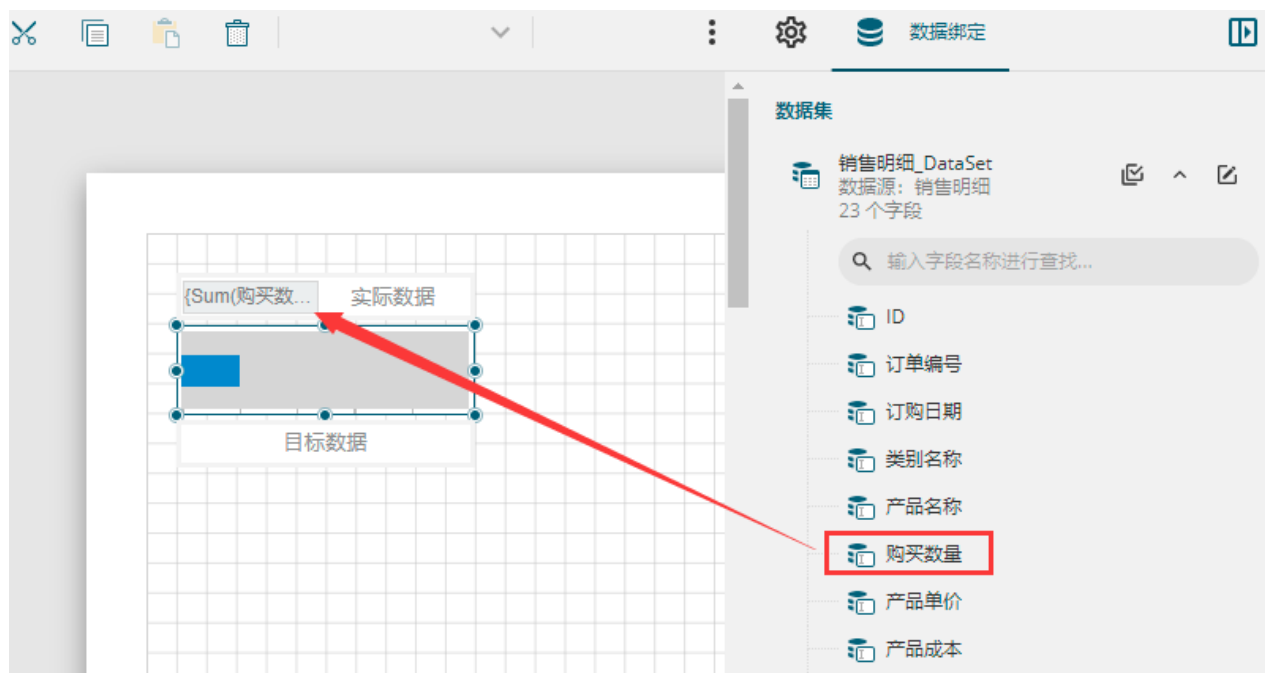 数据绑定
数据集
销售明细_DataSet
数据源：销售明细
23 个字段
输入字段名称进行查找...
{Sum(购买数... 实际数据
目标数据
ID
订单编号
订购日期
类别名称
产品名称
购买数量
产品单价
产品成本